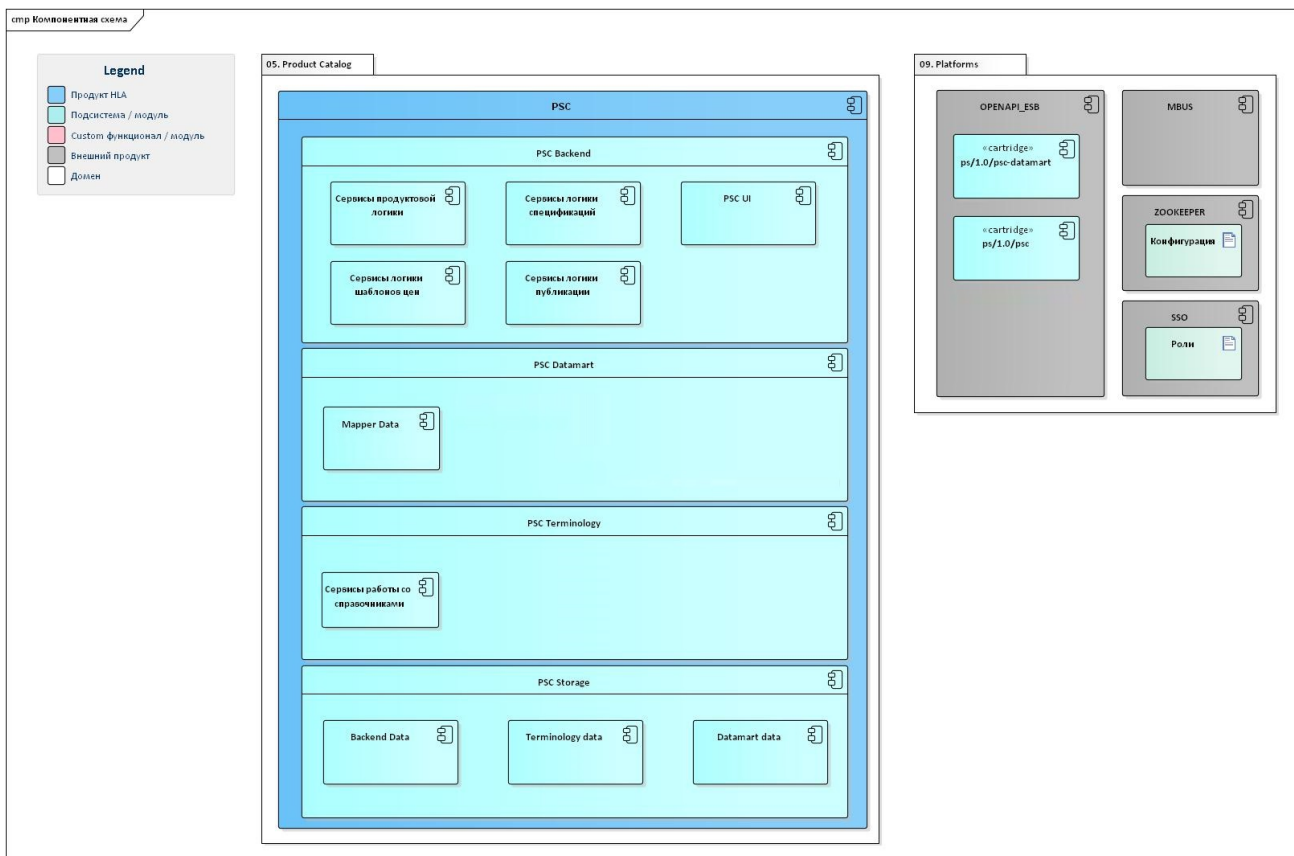 cmp Компонентная схема
Legend
Продукт HLA
Подсистема / модуль
Custom функционал / модуль
Внешний продукт
Домен
05. Product Catalog
PSC
PSC Backend
Сервисы продуктовой
логики
Сервисы логики
спецификаций
PSC UI
Сервисы логики
шаблонов цен
Сервисы логики
публикации
PSC Datamart
Mapper Data
PSC Terminology
Сервисы работы со
справочниками
PSC Storage
Backend Data
Terminology data
Datamart data
09. Platforms
OPENAPI_ESB
«cartridge»
ps/1.0/psc-datamart
«cartridge»
ps/1.0/psc
MBUS
ZOOKEEPER
Конфигурация
SSO
Роли